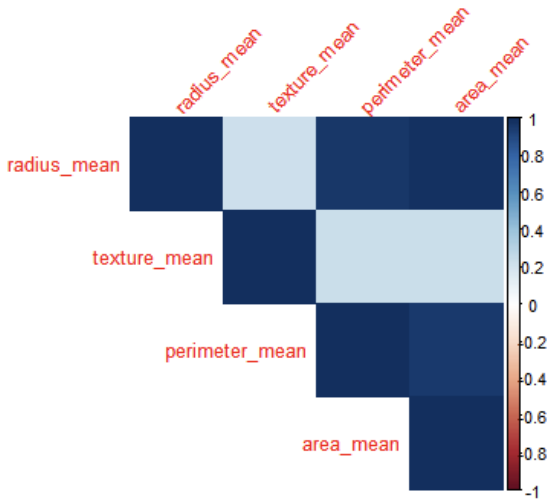 radius_mean
texture_mean
perimeter_mean
area_mean
radius_mean
texture_mean
perimeter_mean
area_mean
1
0.8
0.6
0.4
0.2
0
-0.2
-0.4
-0.6
-0.8
-1